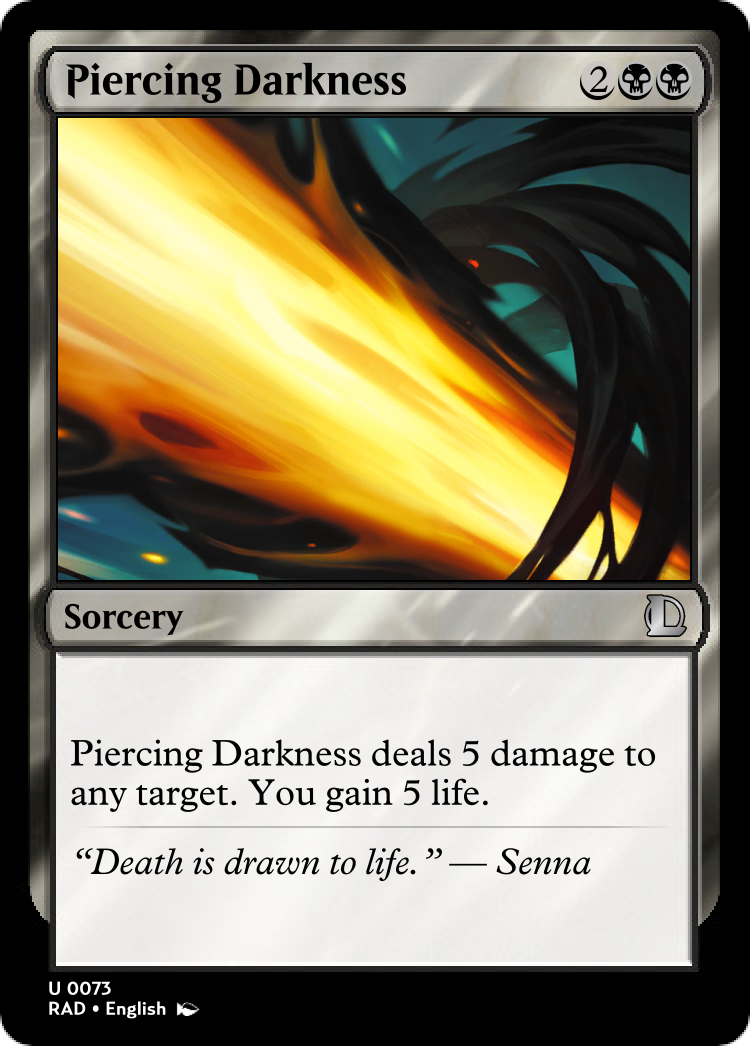 Piercing Darkness 2
Sorcery
Piercing Darkness deals 5 damage to
any target. You gain 5 life.
“Death is drawn to life.” — Senna
U 0073
RAD • English